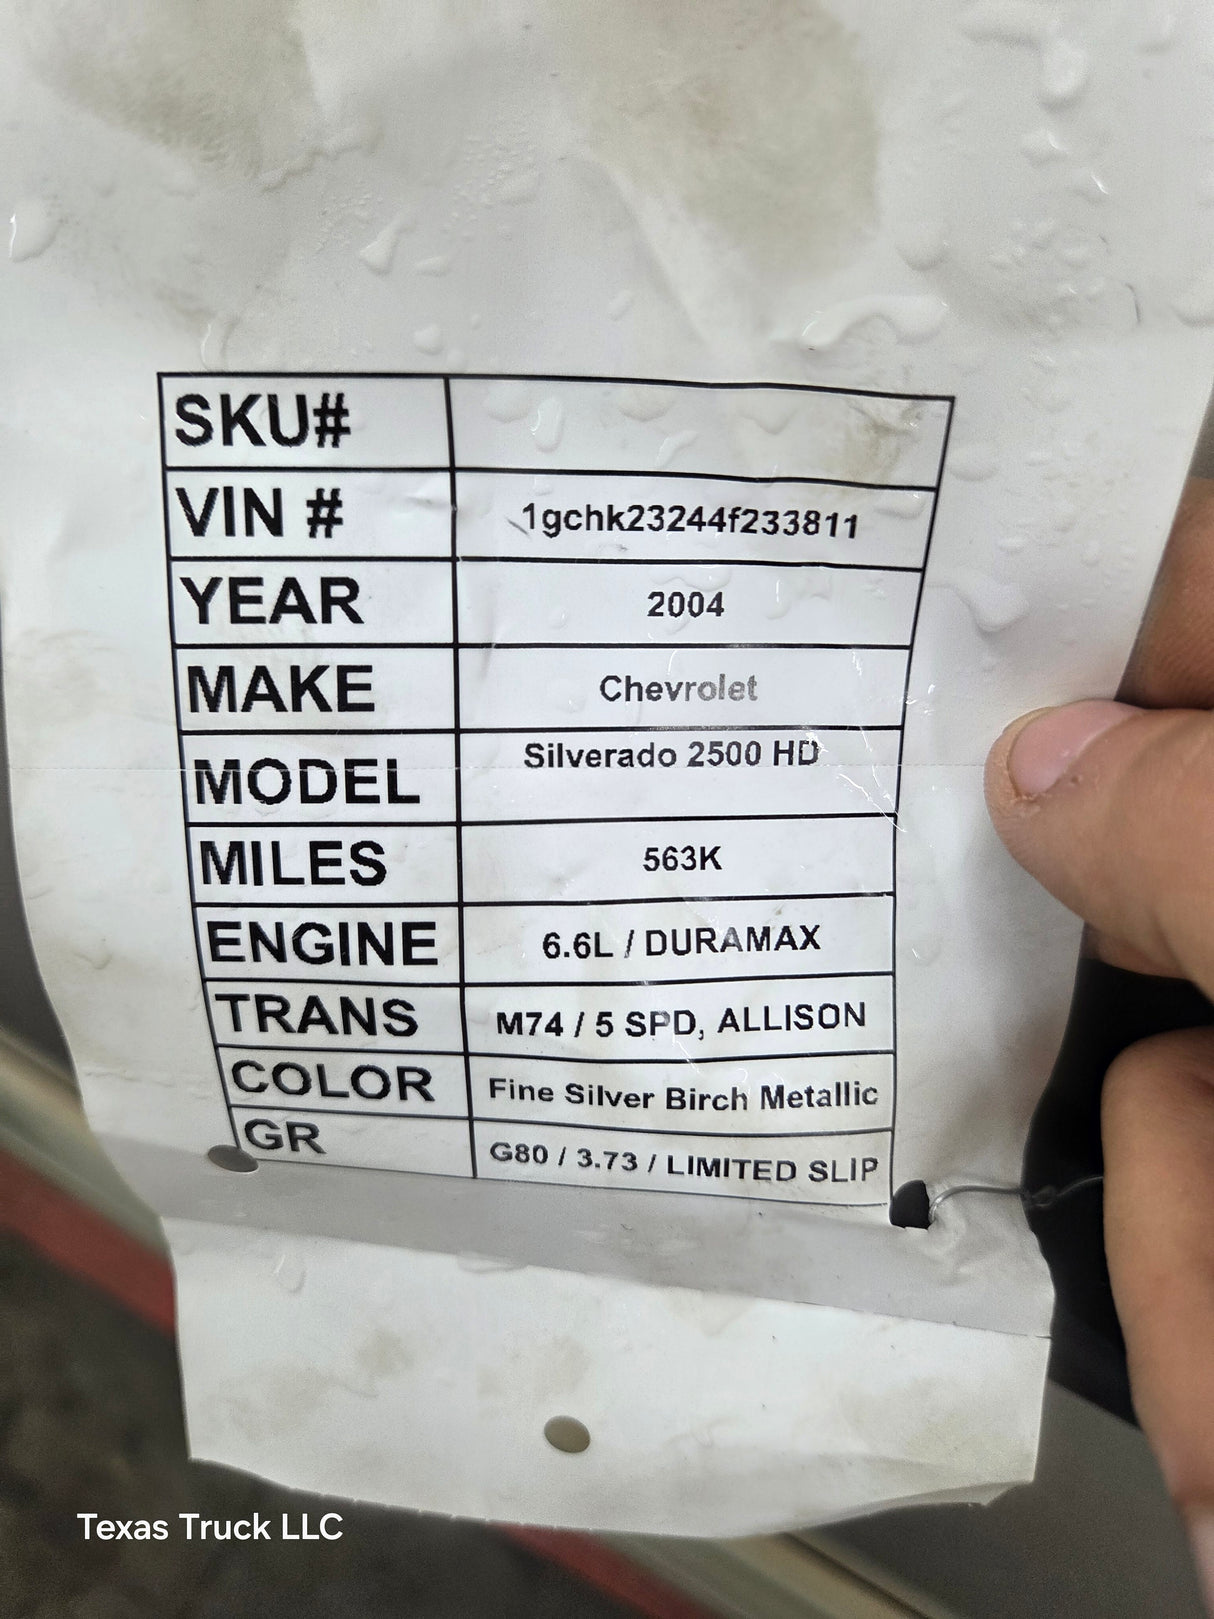 SKU#
VIN # 1gchk23244f233811
YEAR 2004
MAKE Chevrolet
MODEL Silverado 2500 HD
MILES 563K
ENGINE 6.6L / DURAMAX
TRANS M74 / 5 SPD, ALLISON
COLOR Fine Silver Birch Metallic
GR G80 / 3.73 / LIMITED SLIP
Texas Truck LLC